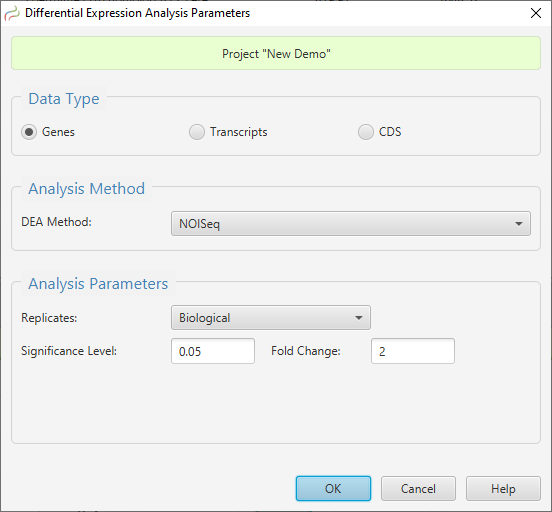 Differential Expression Analysis Parameters
Project "New Demo"
Data Type
Genes Transcripts CDS
Analysis Method
DEA Method: NOISeq
Analysis Parameters
Replicates: Biological
Significance Level: 0.05 Fold Change: 2
OK Cancel Help